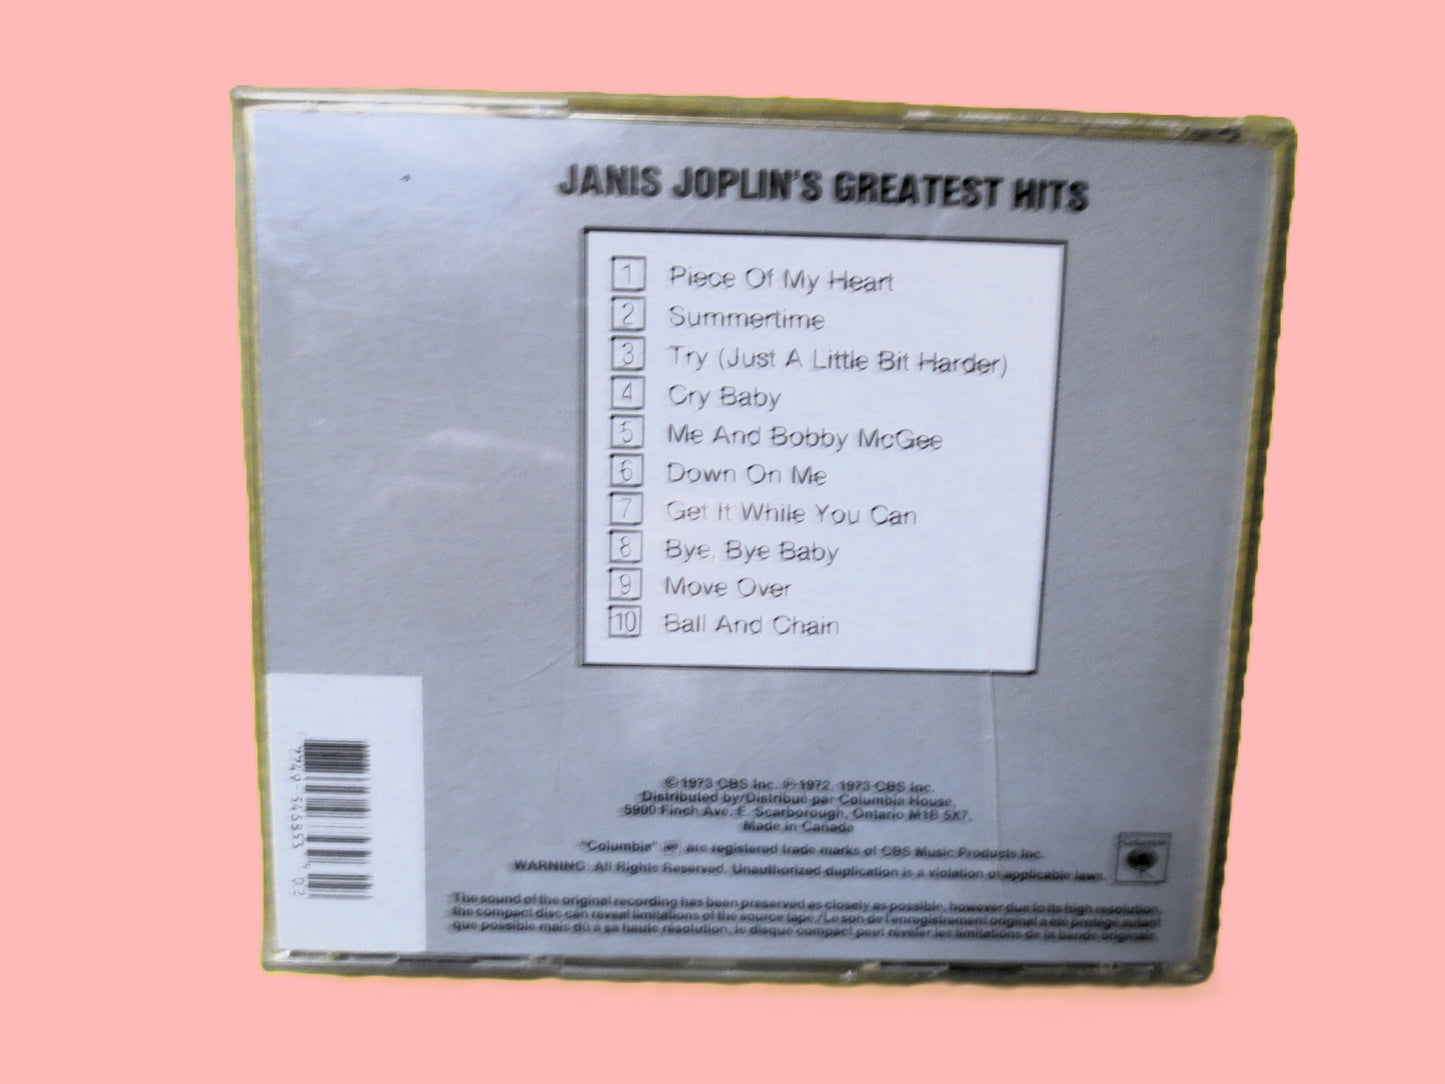 JANIS JOPLIN'S GREATEST HITS
1 Piece Of My Heart
2 Summertime
3 Try (Just A Little Bit Harder)
4 Cry Baby
5 Me And Bobby McGee
6 Down On Me
7 Get It While You Can
8 Bye, Bye Baby
9 Move Over
10 Ball And Chain
© 1973 CBS Inc. ℗ 1972, 1973 CBS Inc.
Distributed by/Distribué par Columbia House,
5900 Finch Ave. E. Scarborough, Ontario M1B 5X7.
Made in Canada
"Columbia" are registered trade marks of CBS Music Products Inc.
WARNING: All Rights Reserved. Unauthorized duplication is a violation of applicable laws.
Columbia
The sound of the original recording has been preserved as closely as possible, however due to its high resolution,
the compact disc can reveal limitations of the source tape./Le son de l'enregistrement original a été protégé autant
que possible mais dû à sa haute résolution, le disque compact peut révéler les limitations de la bande originale.